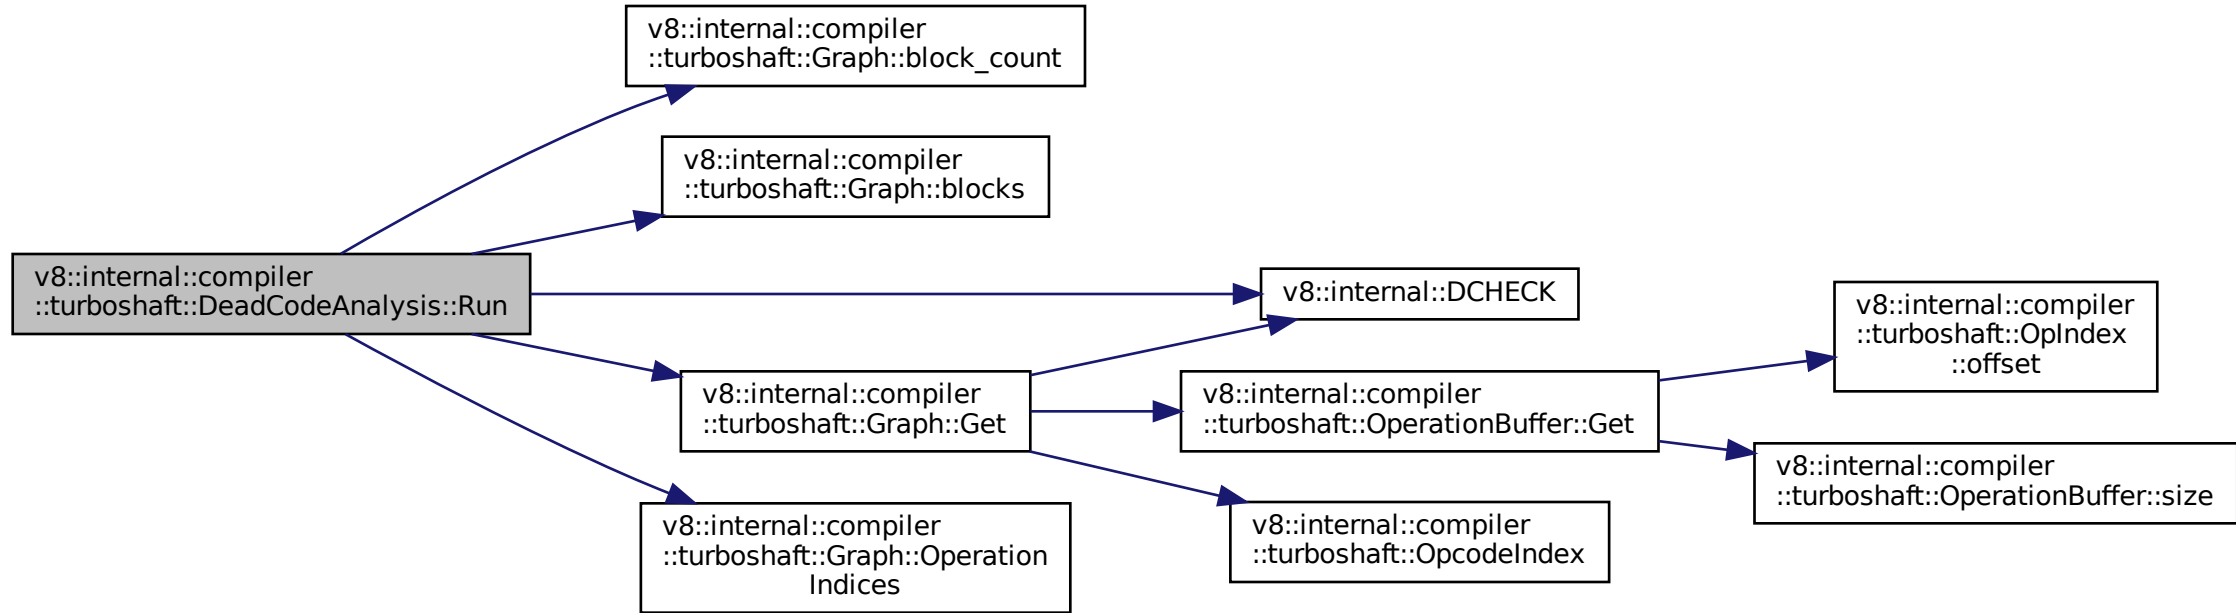 v8::internal::compiler
::turboshaft::Graph::block_count
v8::internal::compiler
::turboshaft::Graph::blocks
v8::internal::compiler
::turboshaft::DeadCodeAnalysis::Run
v8::internal::DCHECK
v8::internal::compiler
::turboshaft::OpIndex
::offset
v8::internal::compiler
::turboshaft::Graph::Get
v8::internal::compiler
::turboshaft::OperationBuffer::Get
v8::internal::compiler
::turboshaft::OperationBuffer::size
v8::internal::compiler
::turboshaft::Graph::Operation
Indices
v8::internal::compiler
::turboshaft::OpcodeIndex